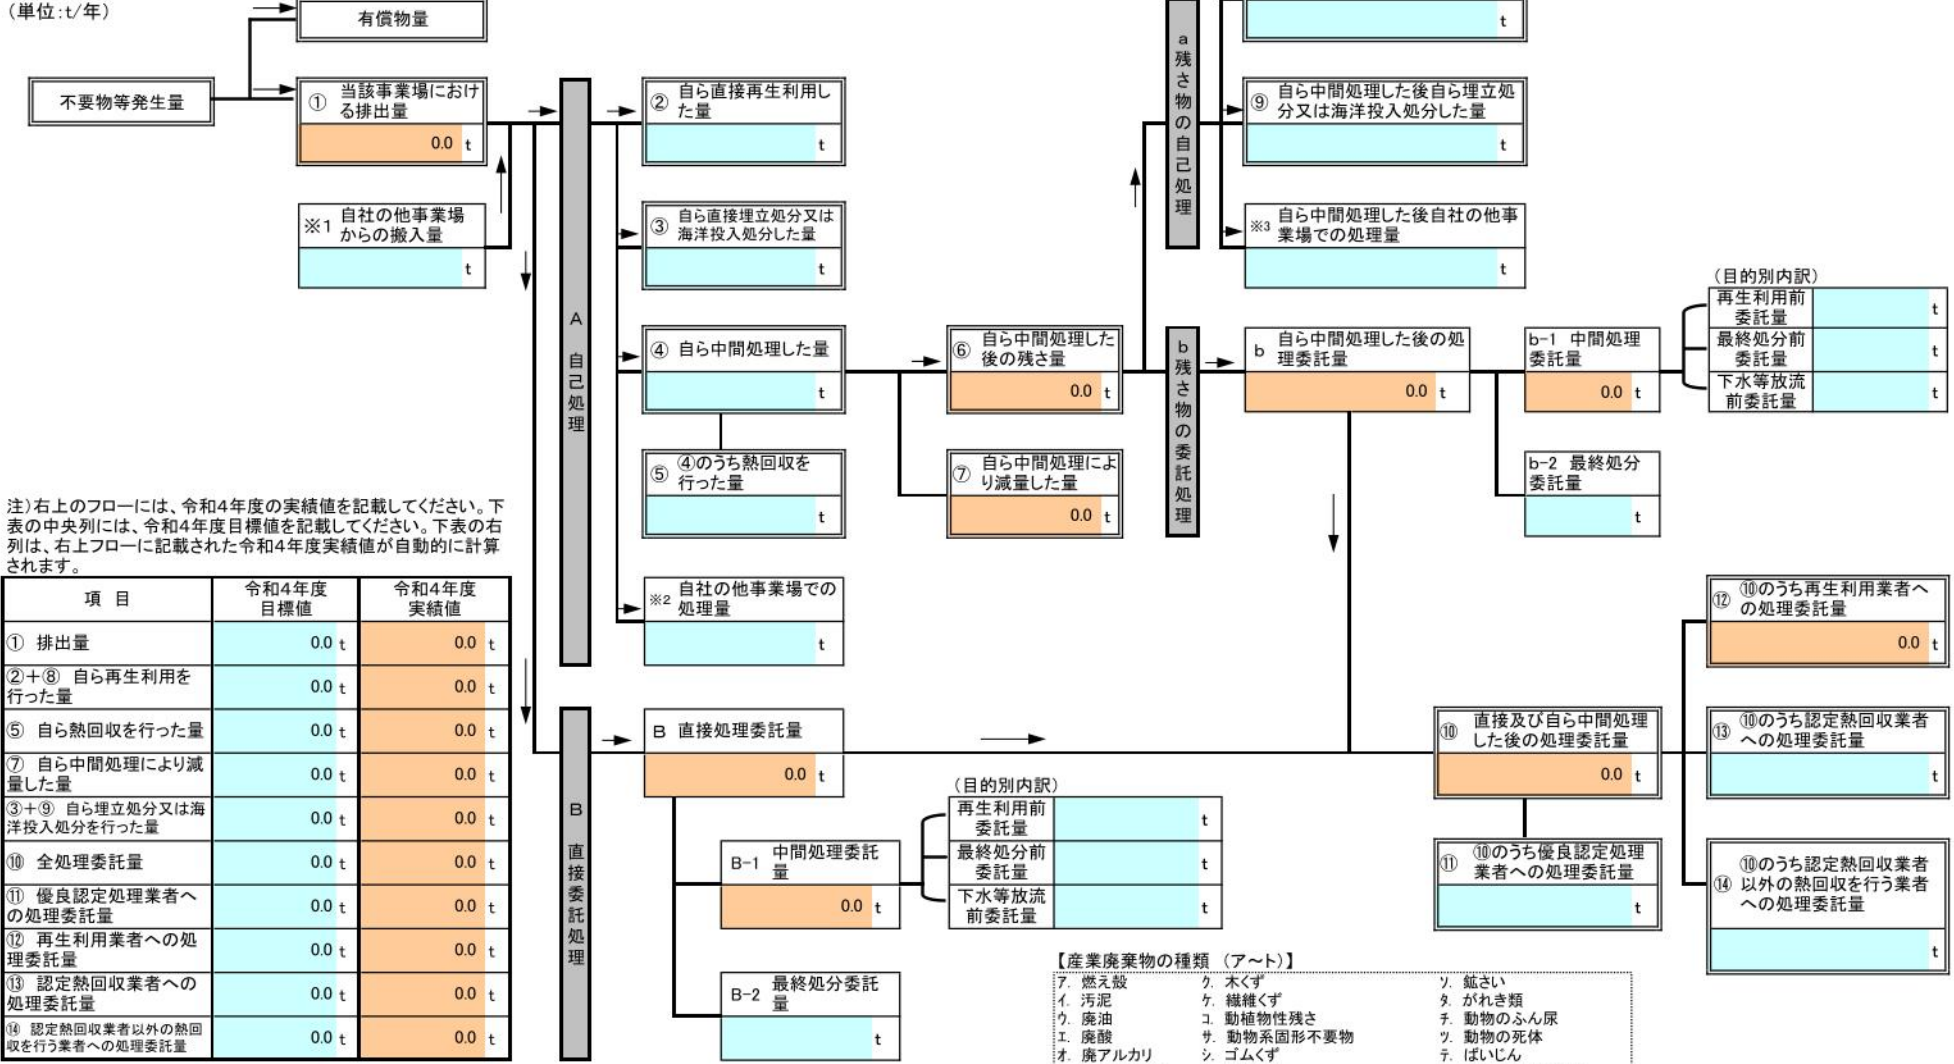 (単位:t/年)
有償物量
不要物等発生量
① 当該事業場におけ
る排出量
0.0 t
※1 自社の他事業場
からの搬入量
t
A 自己処理
② 自ら直接再生利用し
た量
t
③ 自ら直接埋立処分又は
海洋投入処分した量
t
④ 自ら中間処理した量
t
⑤ ④のうち熱回収を
行った量
t
※2 自社の他事業場での
処理量
t
⑥ 自ら中間処理した
後の残さ量
0.0 t
⑦ 自ら中間処理によ
り減量した量
0.0 t
a 残さ物の自己処理
t
⑨ 自ら中間処理した後自ら埋立処
分又は海洋投入処分した量
t
※3 自ら中間処理した後自社の他事
業場での処理量
t
b 残さ物の委託処理
b 自ら中間処理した後の処
理委託量
0.0 t
b-1 中間処理
委託量
0.0 t
b-2 最終処分
委託量
t
(目的別内訳)
再生利用前
委託量
t
最終処分前
委託量
t
下水等放流
前委託量
t
注)右上のフローには、令和4年度の実績値を記載してください。下
表の中央列には、令和4年度目標値を記載してください。下表の右
列は、右上フローに記載された令和4年度実績値が自動的に計算
されます。
項 目
令和4年度
目標値
令和4年度
実績値
① 排出量
0.0 t 0.0 t
②+⑧ 自ら再生利用を
行った量
0.0 t 0.0 t
⑤ 自ら熱回収を行った量
0.0 t 0.0 t
⑦ 自ら中間処理により減
量した量
0.0 t 0.0 t
③+⑨ 自ら埋立処分又は海
洋投入処分を行った量
0.0 t 0.0 t
⑩ 全処理委託量
0.0 t 0.0 t
⑪ 優良認定処理業者へ
の処理委託量
0.0 t 0.0 t
⑫ 再生利用業者への処
理委託量
0.0 t 0.0 t
⑬ 認定熱回収業者への
処理委託量
0.0 t 0.0 t
⑭ 認定熱回収業者以外の熱回
収を行う業者への処理委託量
0.0 t 0.0 t
B 直接委託処理
B 直接処理委託量
0.0 t
B-1 中間処理委託
量
0.0 t
B-2 最終処分委託
量
t
(目的別内訳)
再生利用前
委託量
t
最終処分前
委託量
t
下水等放流
前委託量
t
⑩ 直接及び自ら中間処理
した後の処理委託量
0.0 t
⑪ ⑩のうち優良認定処理
業者への処理委託量
t
⑫ ⑩のうち再生利用業者へ
の処理委託量
0.0 t
⑬ ⑩のうち認定熱回収業者
への処理委託量
t
⑭ ⑩のうち認定熱回収業者
以外の熱回収を行う業者
への処理委託量
t
【産業廃棄物の種類 (ア~ト)】
ア. 燃え殻 ク. 木くず ソ. 鉱さい
イ. 汚泥 ケ. 繊維くず タ. がれき類
ウ. 廃油 コ. 動植物性残さ チ. 動物のふん尿
エ. 廃酸 サ. 動物系固形不要物 ツ. 動物の死体
オ. 廃アルカリ シ. ゴムくず テ. ばいじん